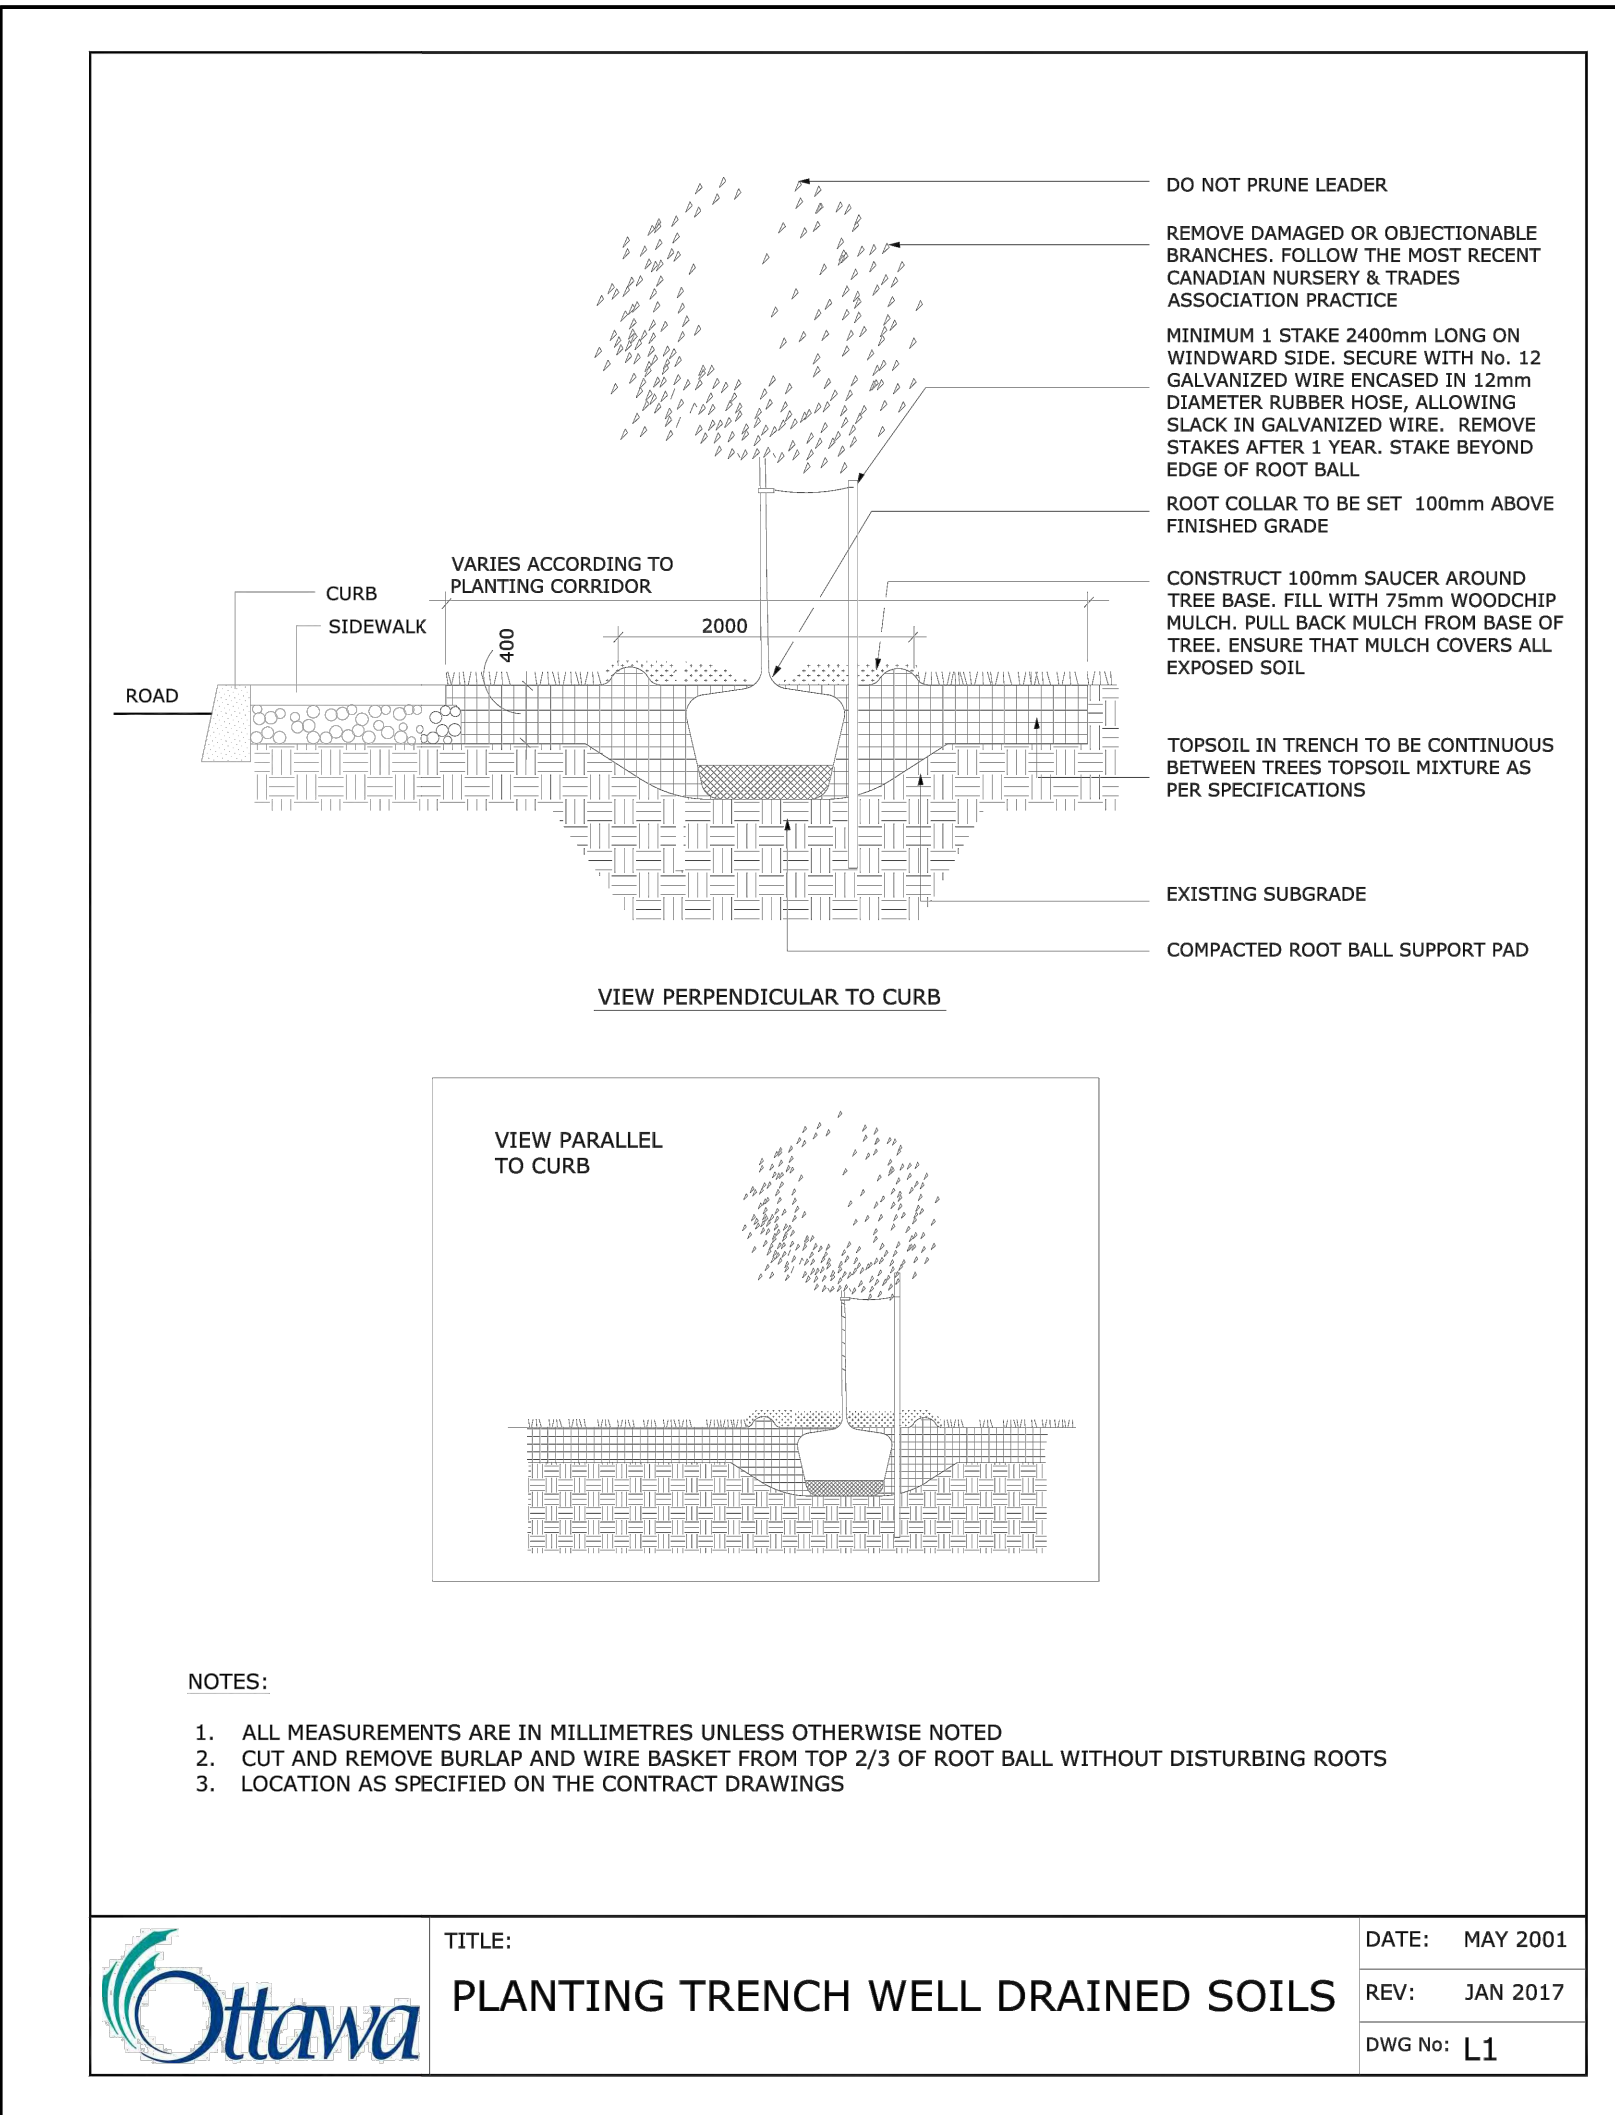 DO NOT PRUNE LEADER
REMOVE DAMAGED OR OBJECTIONABLE
BRANCHES. FOLLOW THE MOST RECENT
CANADIAN NURSERY & TRADES
ASSOCIATION PRACTICE
MINIMUM 1 STAKE 2400mm LONG ON
WINDWARD SIDE. SECURE WITH No. 12
GALVANIZED WIRE ENCASED IN 12mm
DIAMETER RUBBER HOSE, ALLOWING
SLACK IN GALVANIZED WIRE. REMOVE
STAKES AFTER 1 YEAR. STAKE BEYOND
EDGE OF ROOT BALL
ROOT COLLAR TO BE SET 100mm ABOVE
FINISHED GRADE
VARIES ACCORDING TO
PLANTING CORRIDOR
CURB
SIDEWALK
400
2000
ROAD
CONSTRUCT 100mm SAUCER AROUND
TREE BASE. FILL WITH 75mm WOODCHIP
MULCH. PULL BACK MULCH FROM BASE OF
TREE. ENSURE THAT MULCH COVERS ALL
EXPOSED SOIL
TOPSOIL IN TRENCH TO BE CONTINUOUS
BETWEEN TREES TOPSOIL MIXTURE AS
PER SPECIFICATIONS
EXISTING SUBGRADE
COMPACTED ROOT BALL SUPPORT PAD
VIEW PERPENDICULAR TO CURB
VIEW PARALLEL
TO CURB
NOTES:
1. ALL MEASUREMENTS ARE IN MILLIMETRES UNLESS OTHERWISE NOTED
2. CUT AND REMOVE BURLAP AND WIRE BASKET FROM TOP 2/3 OF ROOT BALL WITHOUT DISTURBING ROOTS
3. LOCATION AS SPECIFIED ON THE CONTRACT DRAWINGS
Ottawa
TITLE:
PLANTING TRENCH WELL DRAINED SOILS
DATE: MAY 2001
REV: JAN 2017
DWG No: L1